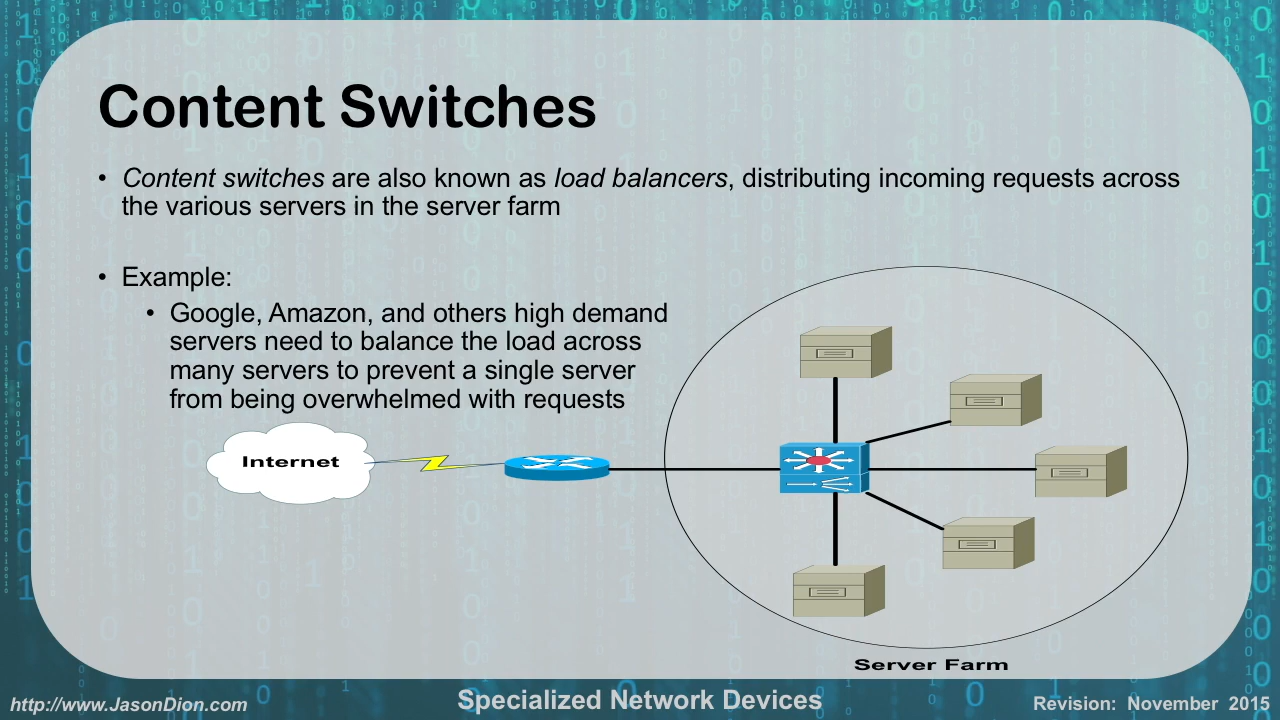 Content Switches
• Content switches are also known as load balancers, distributing incoming requests across
the various servers in the server farm
• Example:
• Google, Amazon, and others high demand
servers need to balance the load across
many servers to prevent a single server
from being overwhelmed with requests
Internet
Server Farm
http://www.JasonDion.com
Specialized Network Devices
Revision: November 2015